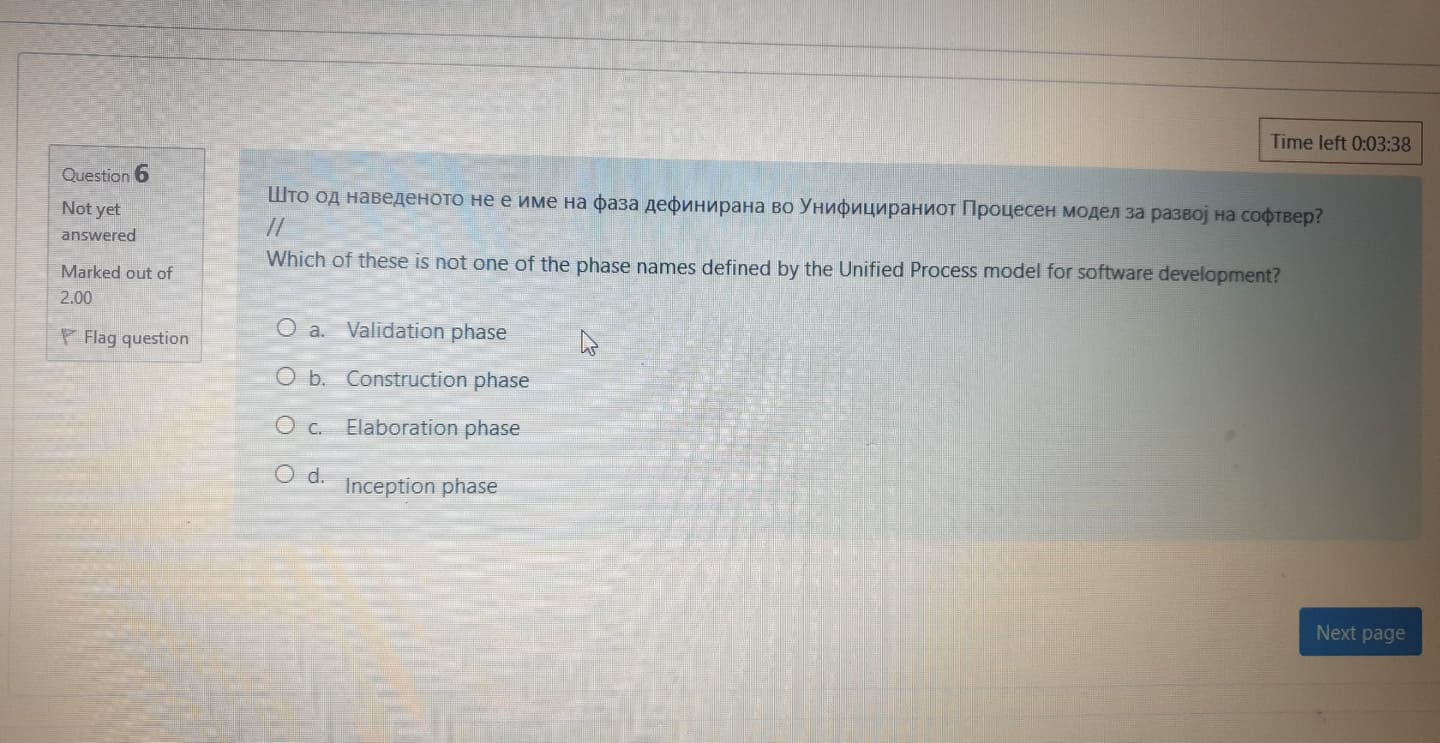 Time left 0:03:38
Question 6
Not yet
answered
Marked out of
2.00
Flag question
Што од наведеното не е име на фаза дефинирана во Унифицираниот Процесен модел за развој на софтвер?
//
Which of these is not one of the phase names defined by the Unified Process model for software development?
a. Validation phase
b. Construction phase
c. Elaboration phase
d. Inception phase
Next page